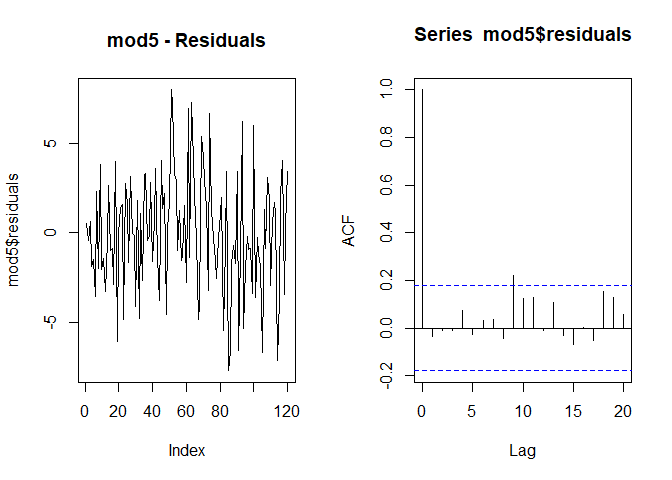 mod5 - Residuals
mod5$residuals
5
0
-5
0 20 40 60 80 100 120
Index
Series mod5$residuals
ACF
1.0
0.8
0.6
0.4
0.2
0.0
-0.2
0 5 10 15 20
Lag